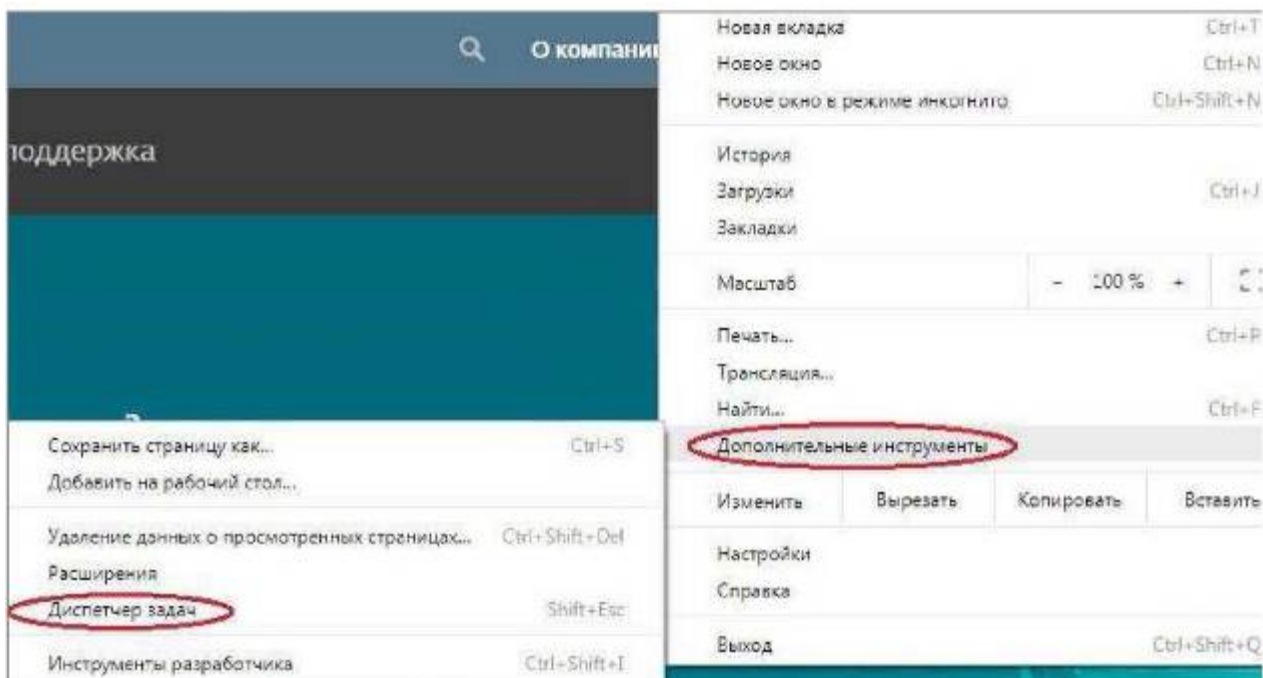 О компании
поддержка
Новая вкладка Ctrl+T
Новое окно Ctrl+N
Новое окно в режиме инкогнито Ctrl+Shift+N
История
Загрузки Ctrl+J
Закладки
Масштаб - 100 % +
Печать... Ctrl+P
Трансляция...
Найти... Ctrl+F
Дополнительные инструменты
Изменить Вырезать Копировать Вставить
Настройки
Справка
Выход Ctrl+Shift+Q
Сохранить страницу как... Ctrl+S
Добавить на рабочий стол...
Удаление данных о просмотренных страницах... Ctrl+Shift+Del
Расширения
Диспетчер задач Shift+Esc
Инструменты разработчика Ctrl+Shift+I